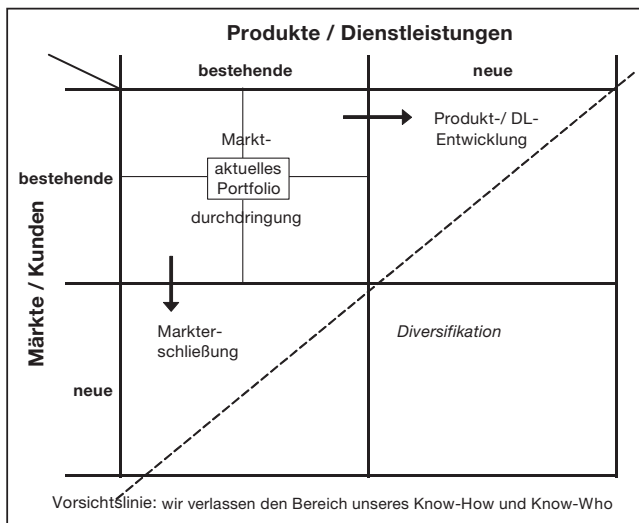 Produkte / Dienstleistungen
bestehende
neue
Märkte / Kunden
bestehende
neue
Markt-
aktuelles
Portfolio
durchdringung
Produkt-/ DL-
Entwicklung
Markter-
schließung
Diversifikation
Vorsichtslinie: wir verlassen den Bereich unseres Know-How und Know-Who